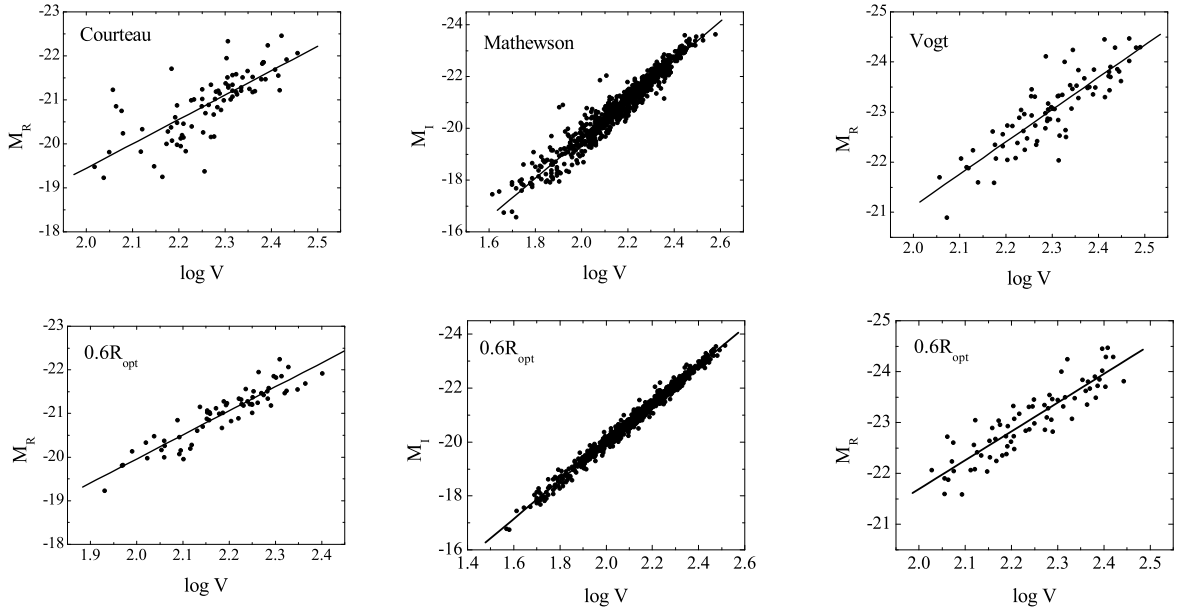 -23
-22
-21
-20
-19
-18
M_R
Courteau
2.0 2.1 2.2 2.3 2.4 2.5
log V
-24
-22
-20
-18
-16
M_I
Mathewson
1.6 1.8 2.0 2.2 2.4 2.6
log V
-25
-24
-23
-22
-21
M_R
Vogt
2.0 2.1 2.2 2.3 2.4 2.5
log V
-23
-22
-21
-20
-19
-18
M_R
0.6R_opt
1.9 2.0 2.1 2.2 2.3 2.4
log V
-24
-22
-20
-18
-16
M_I
0.6R_opt
1.4 1.6 1.8 2.0 2.2 2.4 2.6
log V
-25
-24
-23
-22
-21
M_R
0.6R_opt
2.0 2.1 2.2 2.3 2.4 2.5
log V